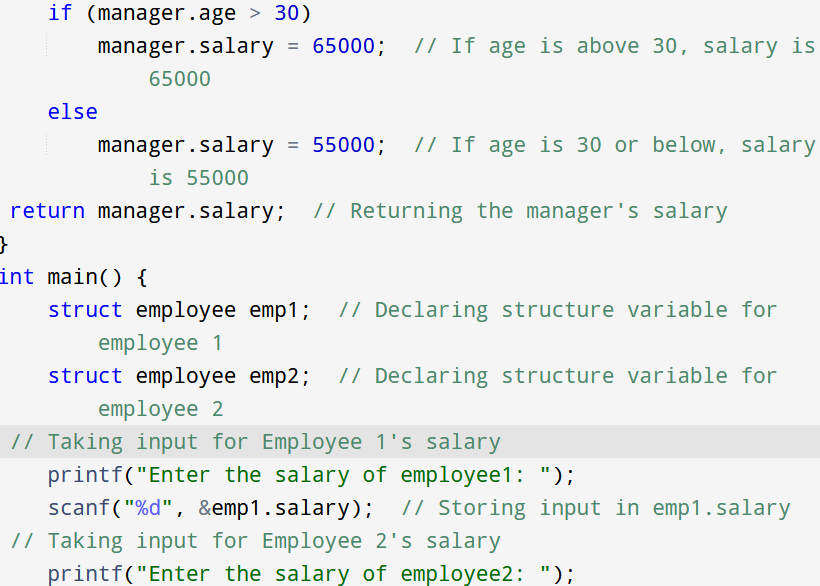 if (manager.age > 30)
manager.salary = 65000;  // If age is above 30, salary is
65000
else
manager.salary = 55000;  // If age is 30 or below, salary
is 55000
return manager.salary;  // Returning the manager's salary
}
int main() {
struct employee emp1;  // Declaring structure variable for
employee 1
struct employee emp2;  // Declaring structure variable for
employee 2
// Taking input for Employee 1's salary
printf("Enter the salary of employee1: ");
scanf("%d", &emp1.salary);  // Storing input in emp1.salary
// Taking input for Employee 2's salary
printf("Enter the salary of employee2: ");